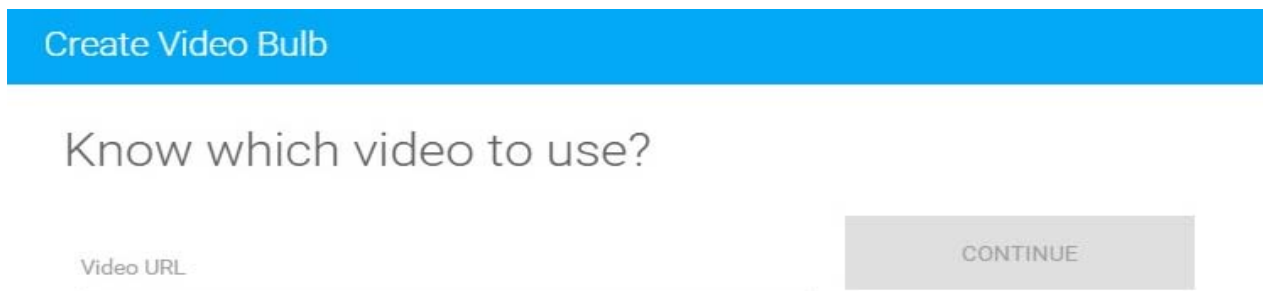 Create Video Bulb
Know which video to use?
Video URL
CONTINUE